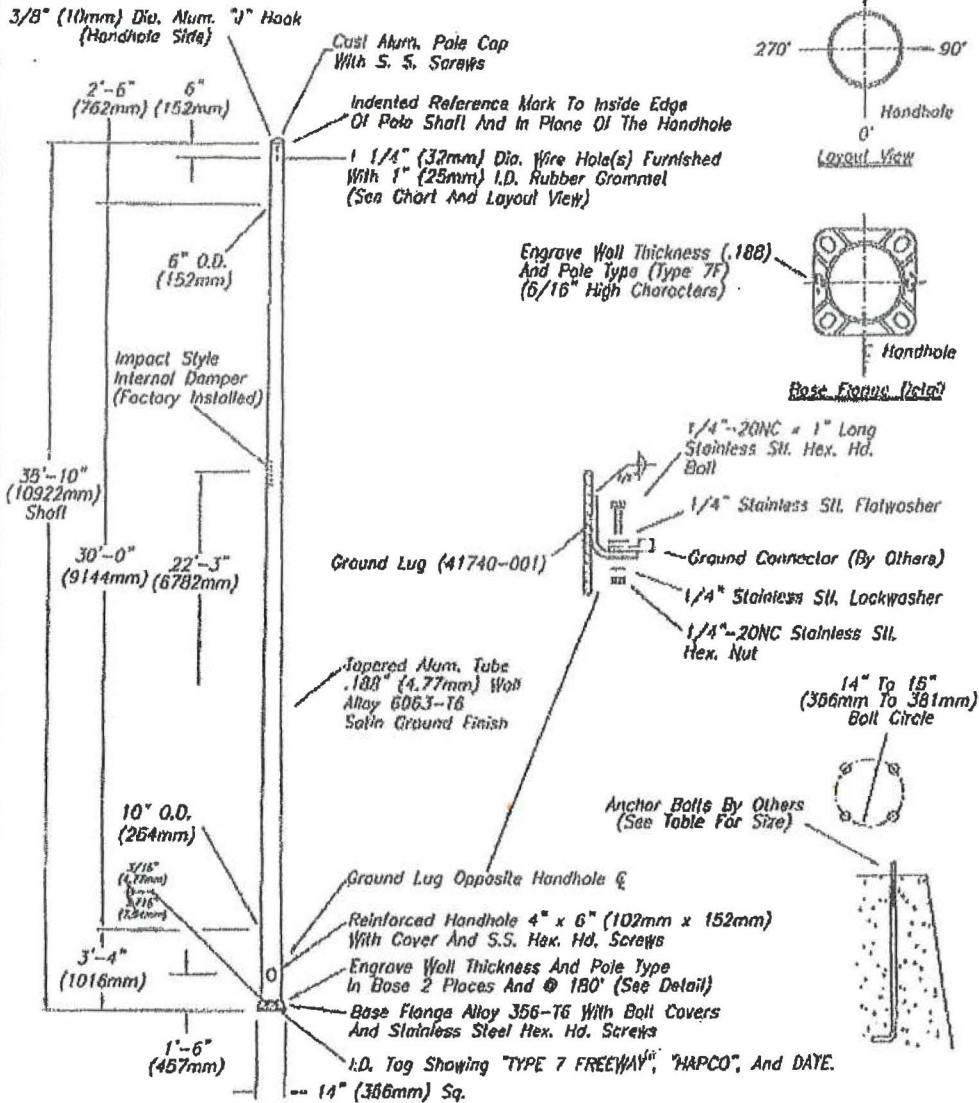 3/8" (10mm) Dia. Alum. "J" Hook
(Handhole Side)
Cast Alum. Pole Cap
With S. S. Screws
2'-6"
(762mm)
6"
(152mm)
Indented Reference Mark To Inside Edge
Of Pole Shaft And In Plane Of The Handhole
1 1/4" (32mm) Dia. Wire Hole(s) Furnished
With 1" (25mm) I.D. Rubber Grommet
(See Chart And Layout View)
270°
90°
Handhole
0°
Layout View
6" O.D.
(152mm)
Engrave Wall Thickness (.188)
And Pole Type (Type 7F)
(5/16" High Characters)
Handhole
Base Flange Detail
Impact Style
Internal Damper
(Factory Installed)
35'-10"
(10922mm)
Shaft
30'-0"
(9144mm)
22'-3"
(6782mm)
1/4"-20NC x 1" Long
Stainless Stl. Hex. Hd.
Bolt
1/4" Stainless Stl. Flatwasher
Ground Lug (41740-001)
Ground Connector (By Others)
1/4" Stainless Stl. Lockwasher
1/4"-20NC Stainless Stl.
Hex. Nut
Tapered Alum. Tube
.188" (4.77mm) Wall
Alloy 6063-T6
Satin Ground Finish
14" To 15"
(356mm To 381mm)
Bolt Circle
10" O.D.
(254mm)
Anchor Bolts By Others
(See Table For Size)
3/16"
(4.77mm)
Ground Lug Opposite Handhole ℄
Reinforced Handhole 4" x 6" (102mm x 152mm)
With Cover And S.S. Hex. Hd. Screws
3'-4"
(1016mm)
Engrave Wall Thickness And Pole Type
In Base 2 Places And @ 180° (See Detail)
Base Flange Alloy 356-T6 With Bolt Covers
And Stainless Steel Hex. Hd. Screws
1'-6"
(457mm)
I.D. Tag Showing "TYPE 7 FREEWAY", "HAPCO", And DATE.
14" (356mm) Sq.